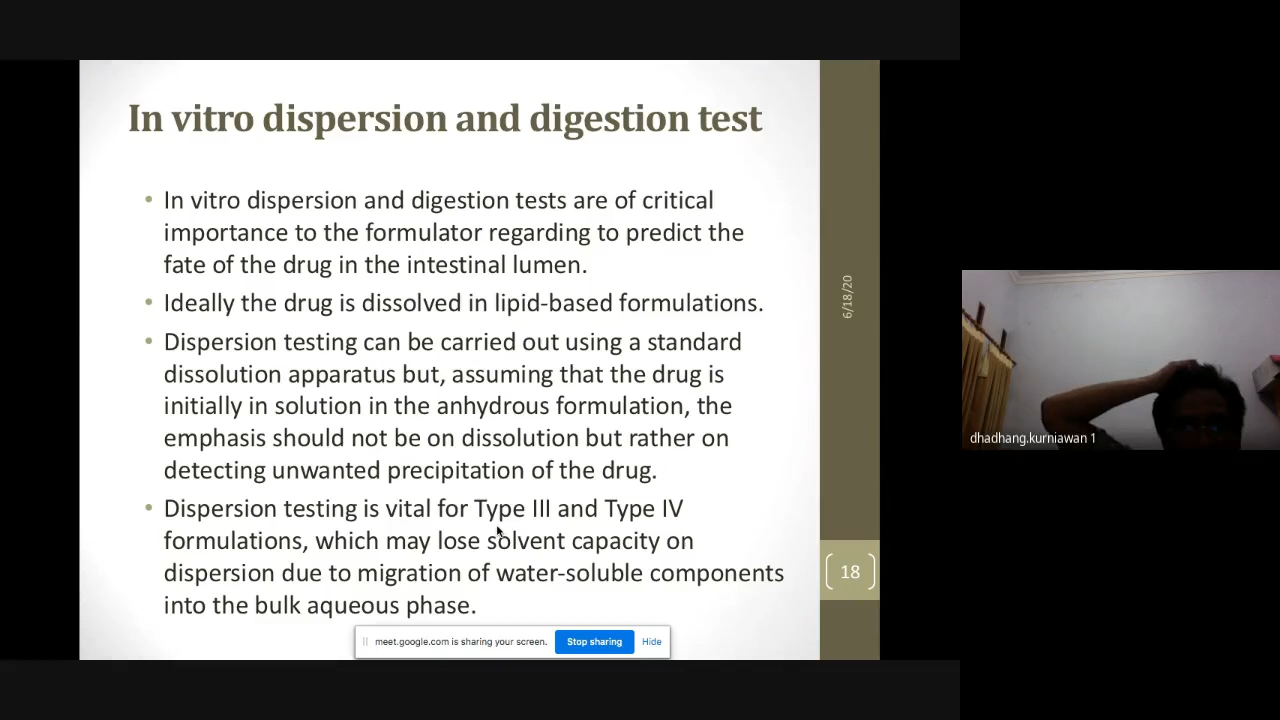 In vitro dispersion and digestion test
• In vitro dispersion and digestion tests are of critical
importance to the formulator regarding to predict the
fate of the drug in the intestinal lumen.
• Ideally the drug is dissolved in lipid-based formulations.
• Dispersion testing can be carried out using a standard
dissolution apparatus but, assuming that the drug is
initially in solution in the anhydrous formulation, the
emphasis should not be on dissolution but rather on
detecting unwanted precipitation of the drug.
• Dispersion testing is vital for Type III and Type IV
formulations, which may lose solvent capacity on
dispersion due to migration of water-soluble components
into the bulk aqueous phase.
6/18/20
18
meet.google.com is sharing your screen.
Stop sharing
Hide
dhadhang.kurniawan 1